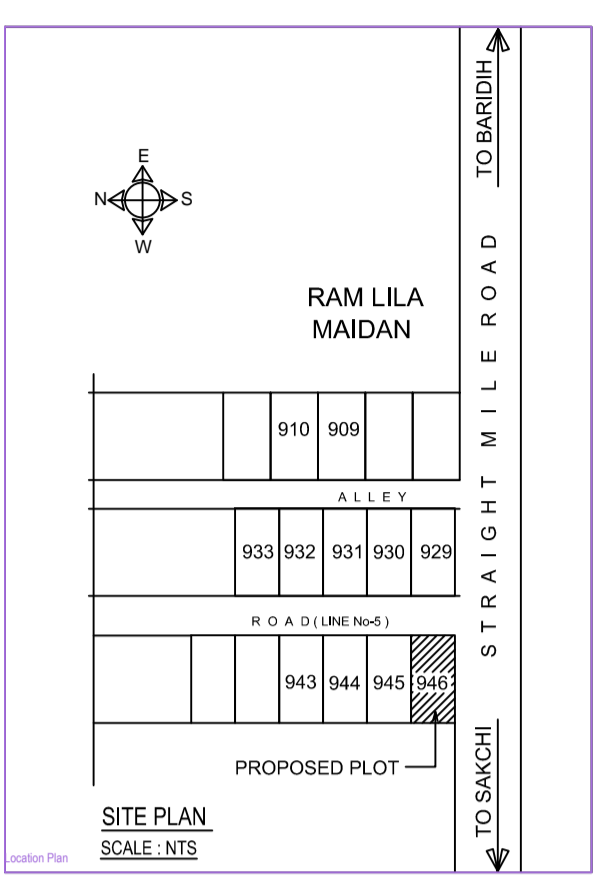 TO BARIDIH
E
N S
W
RAM LILA
MAIDAN
STRAIGHT MILE ROAD
910 909
ALLEY
933 932 931 930 929
ROAD (LINE No-5)
943 944 945 946
PROPOSED PLOT
TO SAKCHI
SITE PLAN
SCALE : NTS
Location Plan